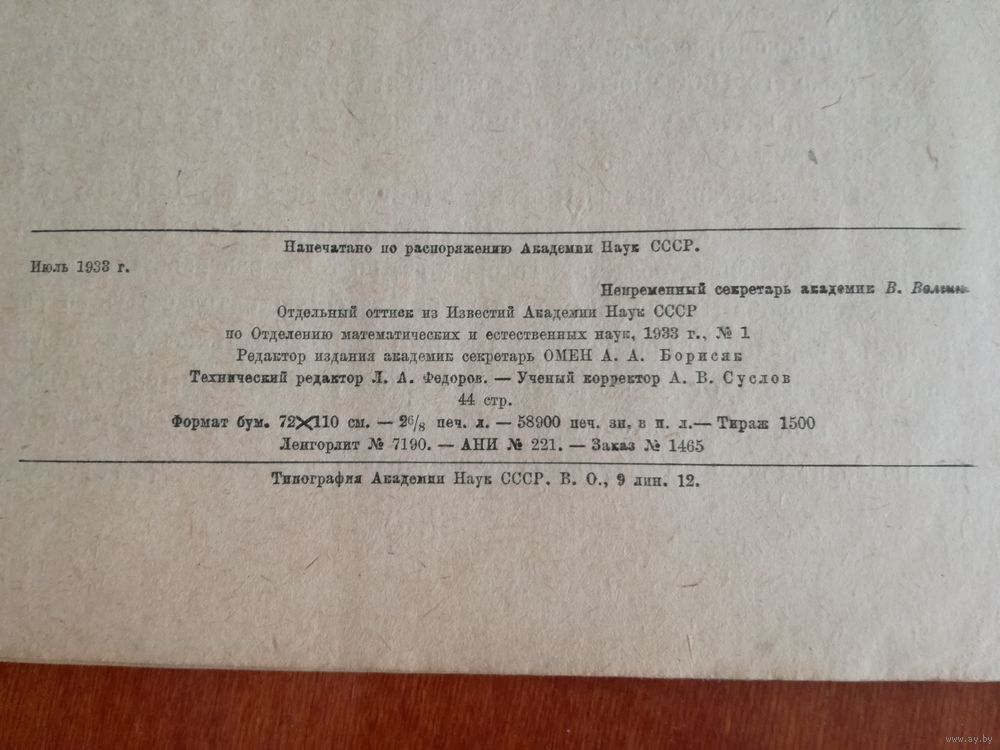 Напечатано по распоряжению Академии Наук СССР.
Июль 1933 г.
Непременный секретарь академик В. Волгин
Отдельный оттиск из Известий Академии Наук СССР
по Отделению математических и естественных наук, 1933 г., № 1
Редактор издания академик секретарь ОМЕН А. А. Борисяк
Технический редактор Л. А. Федоров. — Ученый корректор А. В. Суслов
44 стр.
Формат бум. 72×110 см. — 2⁶/₈ печ. л. — 58900 печ. зн. в п. л. — Тираж 1500
Ленгорлит № 7190. — АНИ № 221. — Заказ № 1465
Типография Академии Наук СССР. В. О., 9 лин. 12.
www.ay.by